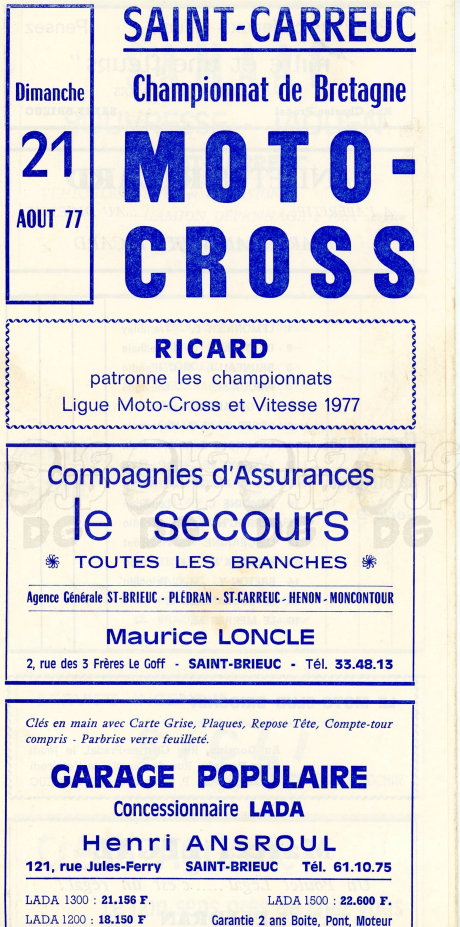 SAINT-CARREUC
Dimanche
21
AOUT 77
Championnat de Bretagne
MOTO-
CROSS
RICARD
patronne les championnats
Ligue Moto-Cross et Vitesse 1977
Compagnies d'Assurances
le secours
TOUTES LES BRANCHES
Agence Générale ST-BRIEUC - PLÉDRAN - ST-CARREUC - HENON - MONCONTOUR
Maurice LONCLE
2, rue des 3 Frères Le Goff - SAINT-BRIEUC - Tél. 33.48.13
Clés en main avec Carte Grise, Plaques, Repose Tête, Compte-tour
compris - Parbrise verre feuilleté.
GARAGE POPULAIRE
Concessionnaire LADA
Henri ANSROUL
121, rue Jules-Ferry SAINT-BRIEUC Tél. 61.10.75
LADA 1300 : 21.156 F. LADA 1500 : 22.600 F.
LADA 1200 : 18.150 F Garantie 2 ans Boite, Pont, Moteur